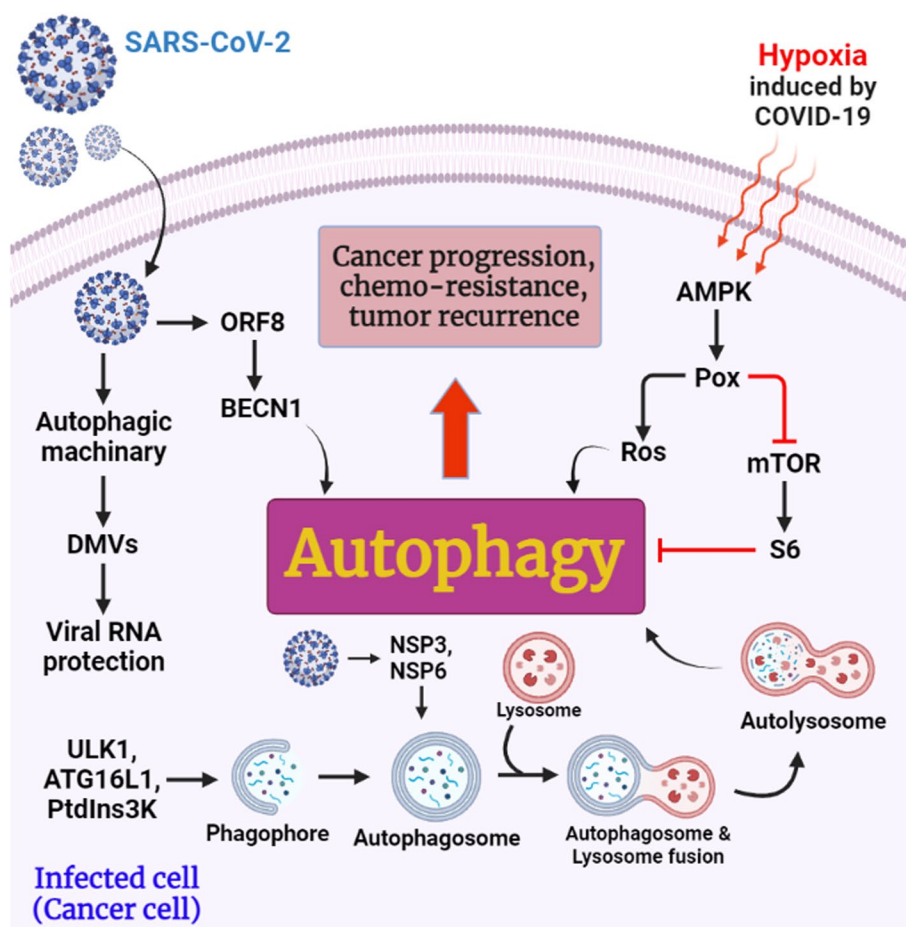 SARS-CoV-2
Hypoxia
induced by
COVID-19
Cancer progression,
chemo-resistance,
tumor recurrence
AMPK
ORF8
Pox
BECN1
Autophagic
machinary
Ros
mTOR
DMVs
Autophagy
S6
Viral RNA
protection
NSP3,
NSP6
Lysosome
Autolysosome
ULK1,
ATG16L1,
PtdIns3K
Phagophore
Autophagosome
Autophagosome &
Lysosome fusion
Infected cell
(Cancer cell)